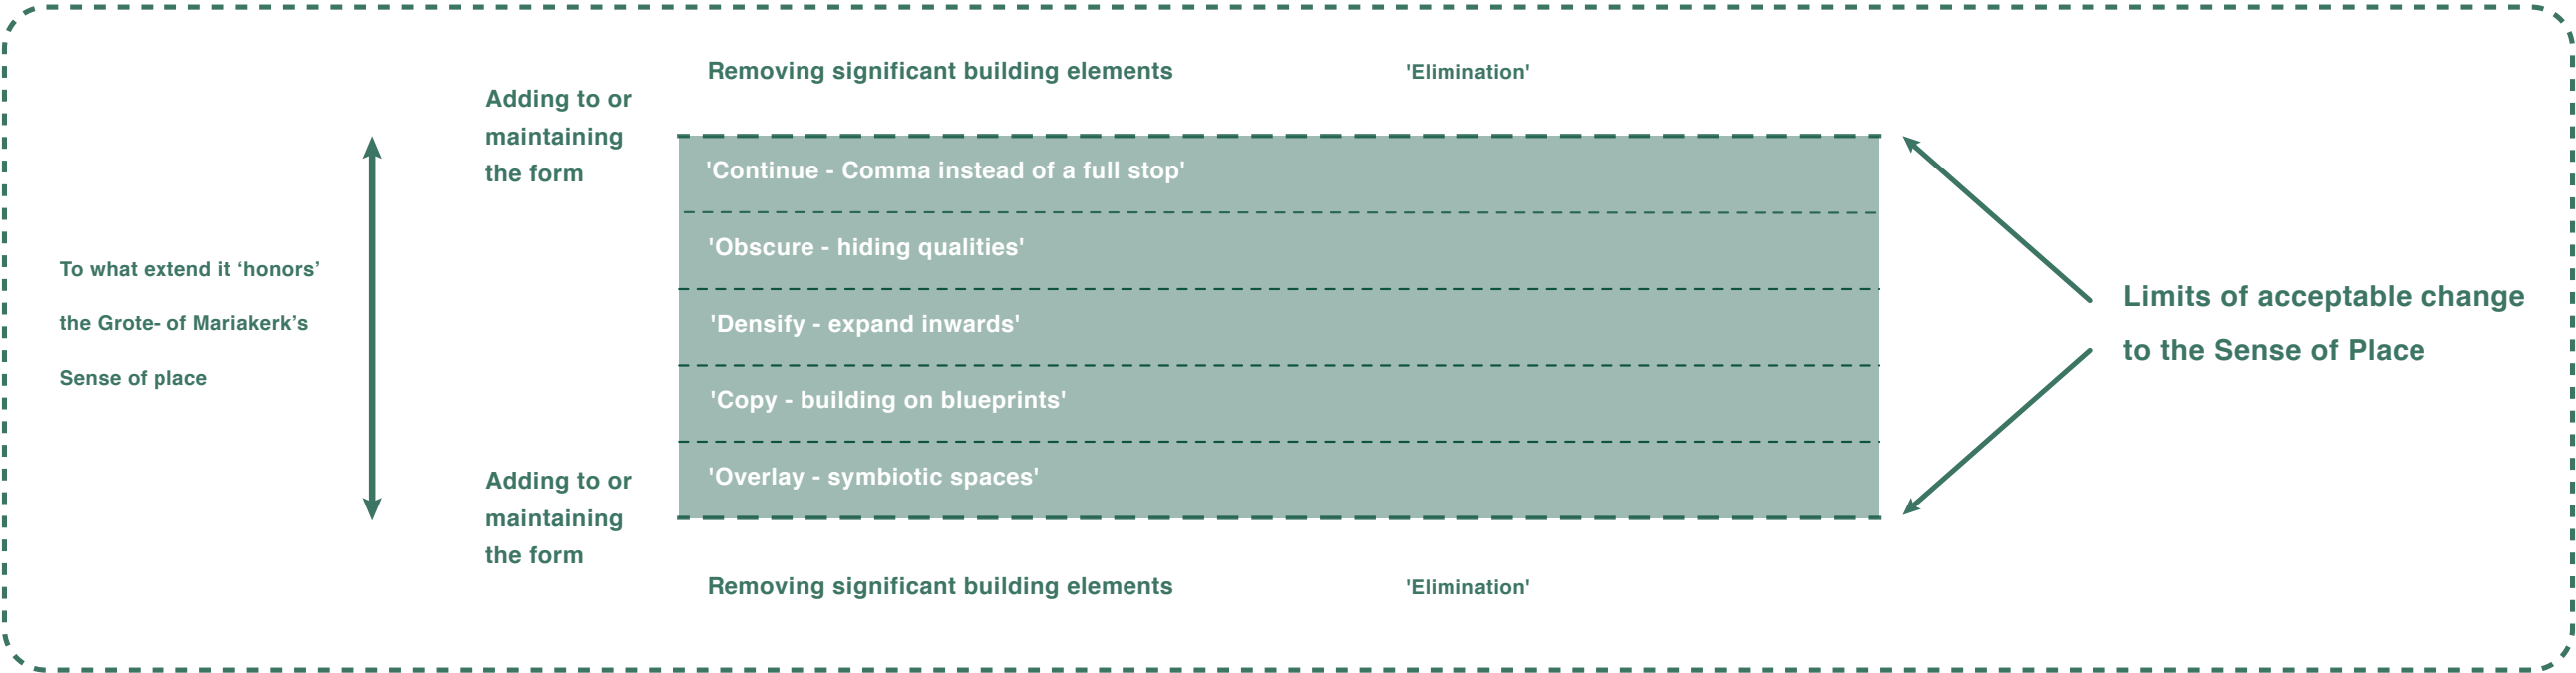 Removing significant building elements 'Elimination'
Adding to or
maintaining
the form
'Continue - Comma instead of a full stop'
'Obscure - hiding qualities'
To what extend it ‘honors’
the Grote- of Mariakerk’s
Sense of place
'Densify - expand inwards'
Limits of acceptable change
to the Sense of Place
'Copy - building on blueprints'
'Overlay - symbiotic spaces'
Adding to or
maintaining
the form
Removing significant building elements 'Elimination'